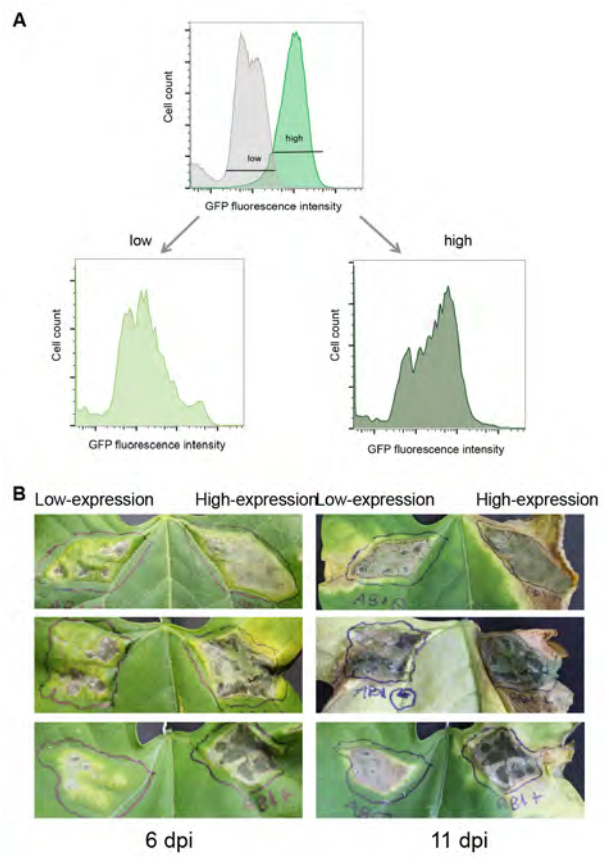 A
Cell count
low
high
GFP fluorescence intensity
low
high
Cell count
GFP fluorescence intensity
Cell count
GFP fluorescence intensity
B
Low-expression High-expression Low-expression High-expression
6 dpi
11 dpi